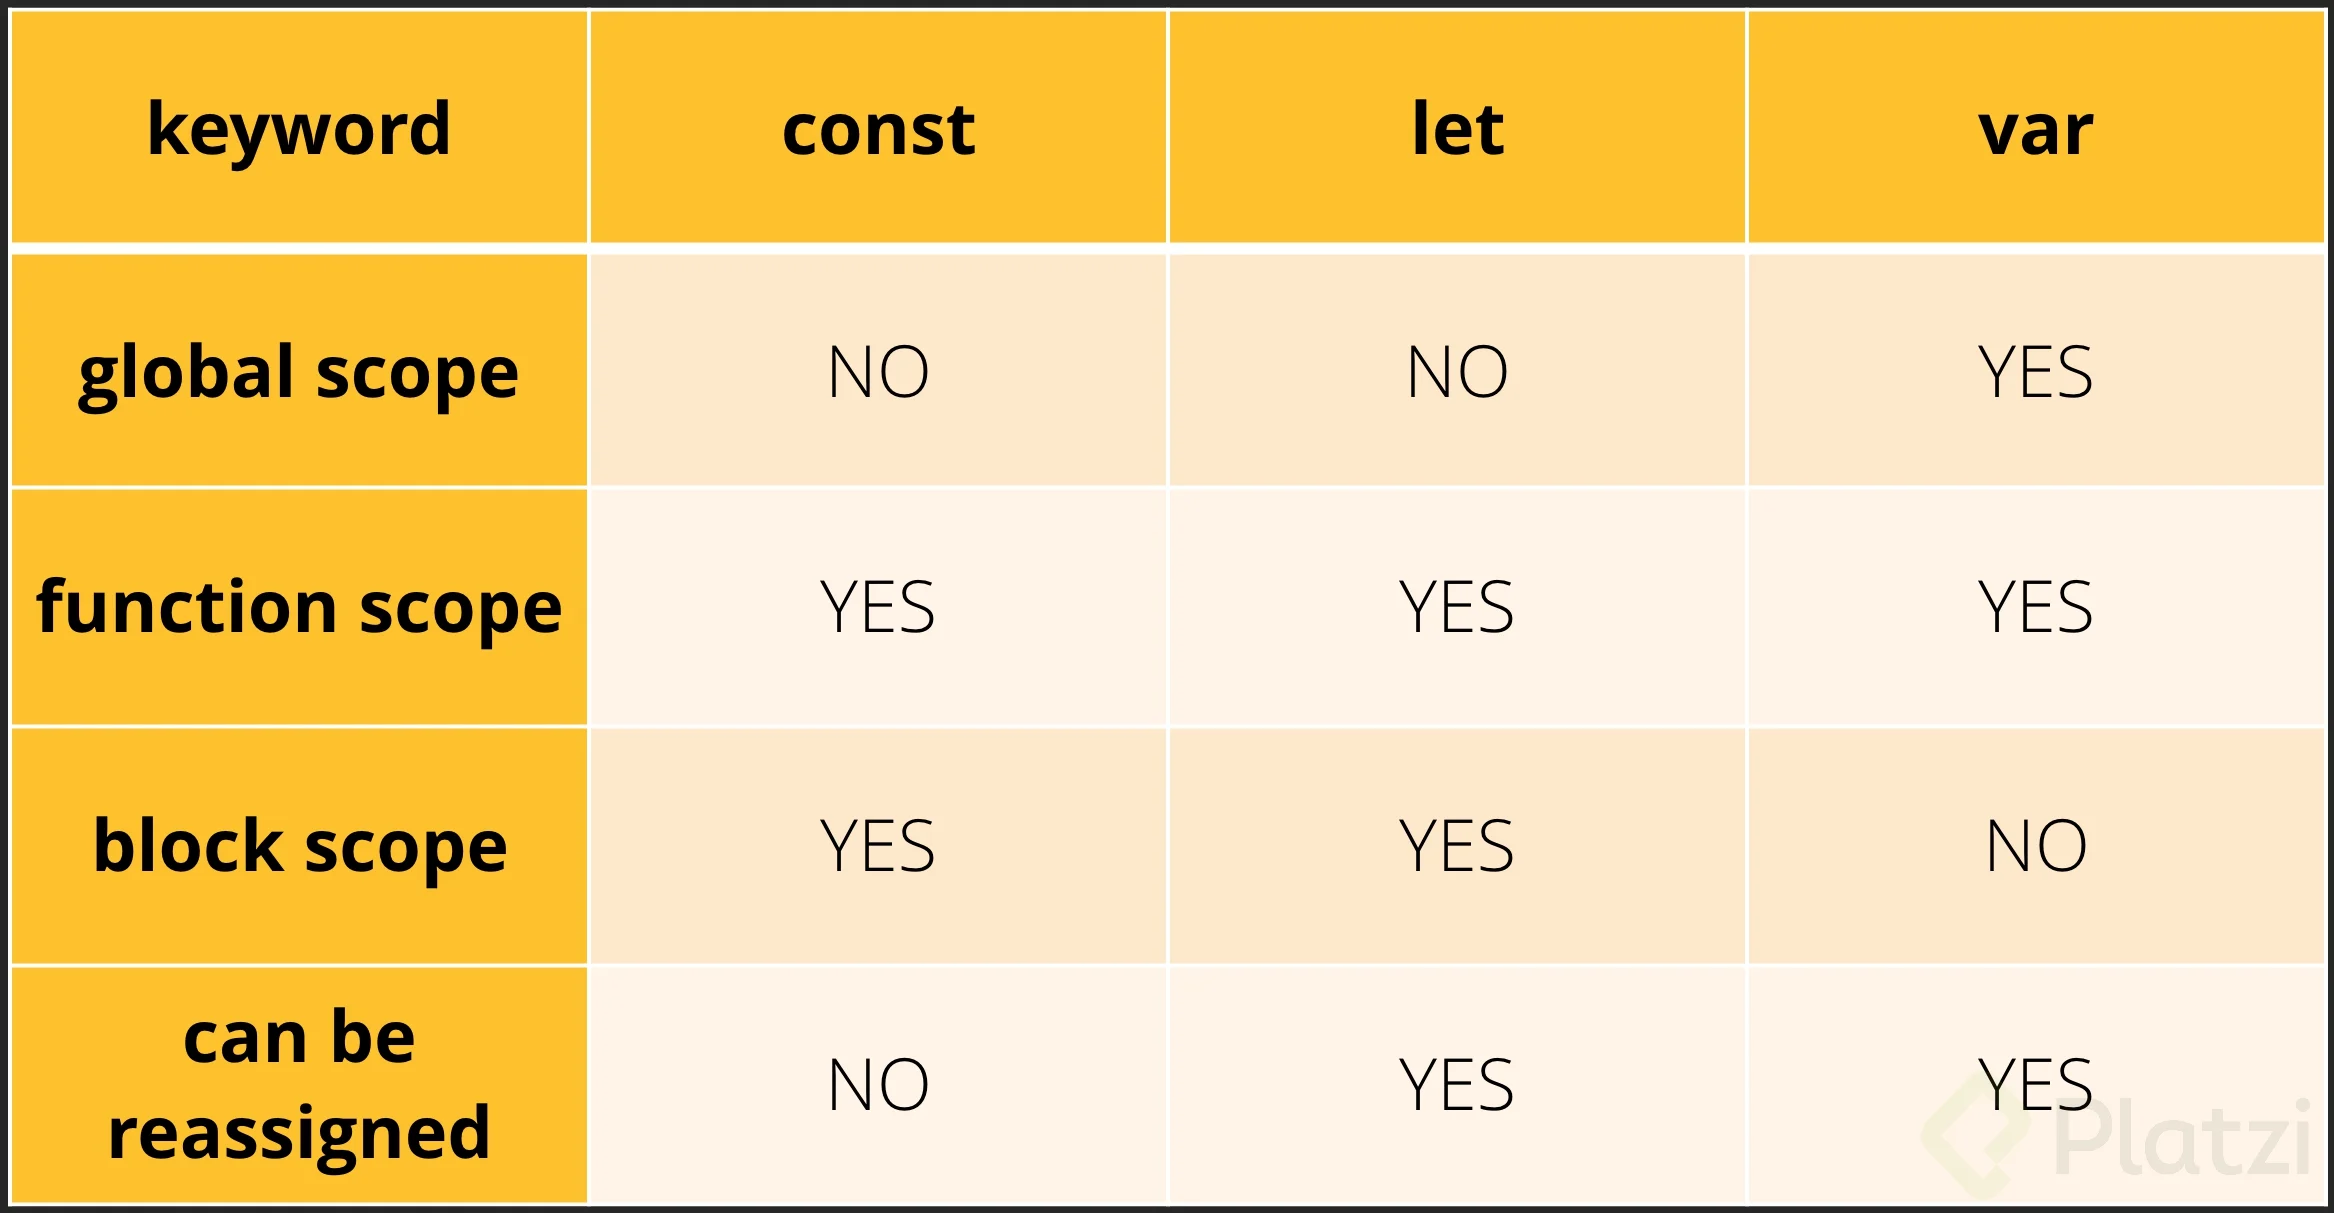 keyword const let var
global scope NO NO YES
function scope YES YES YES
block scope YES YES NO
can be
reassigned NO YES YES
Platzi